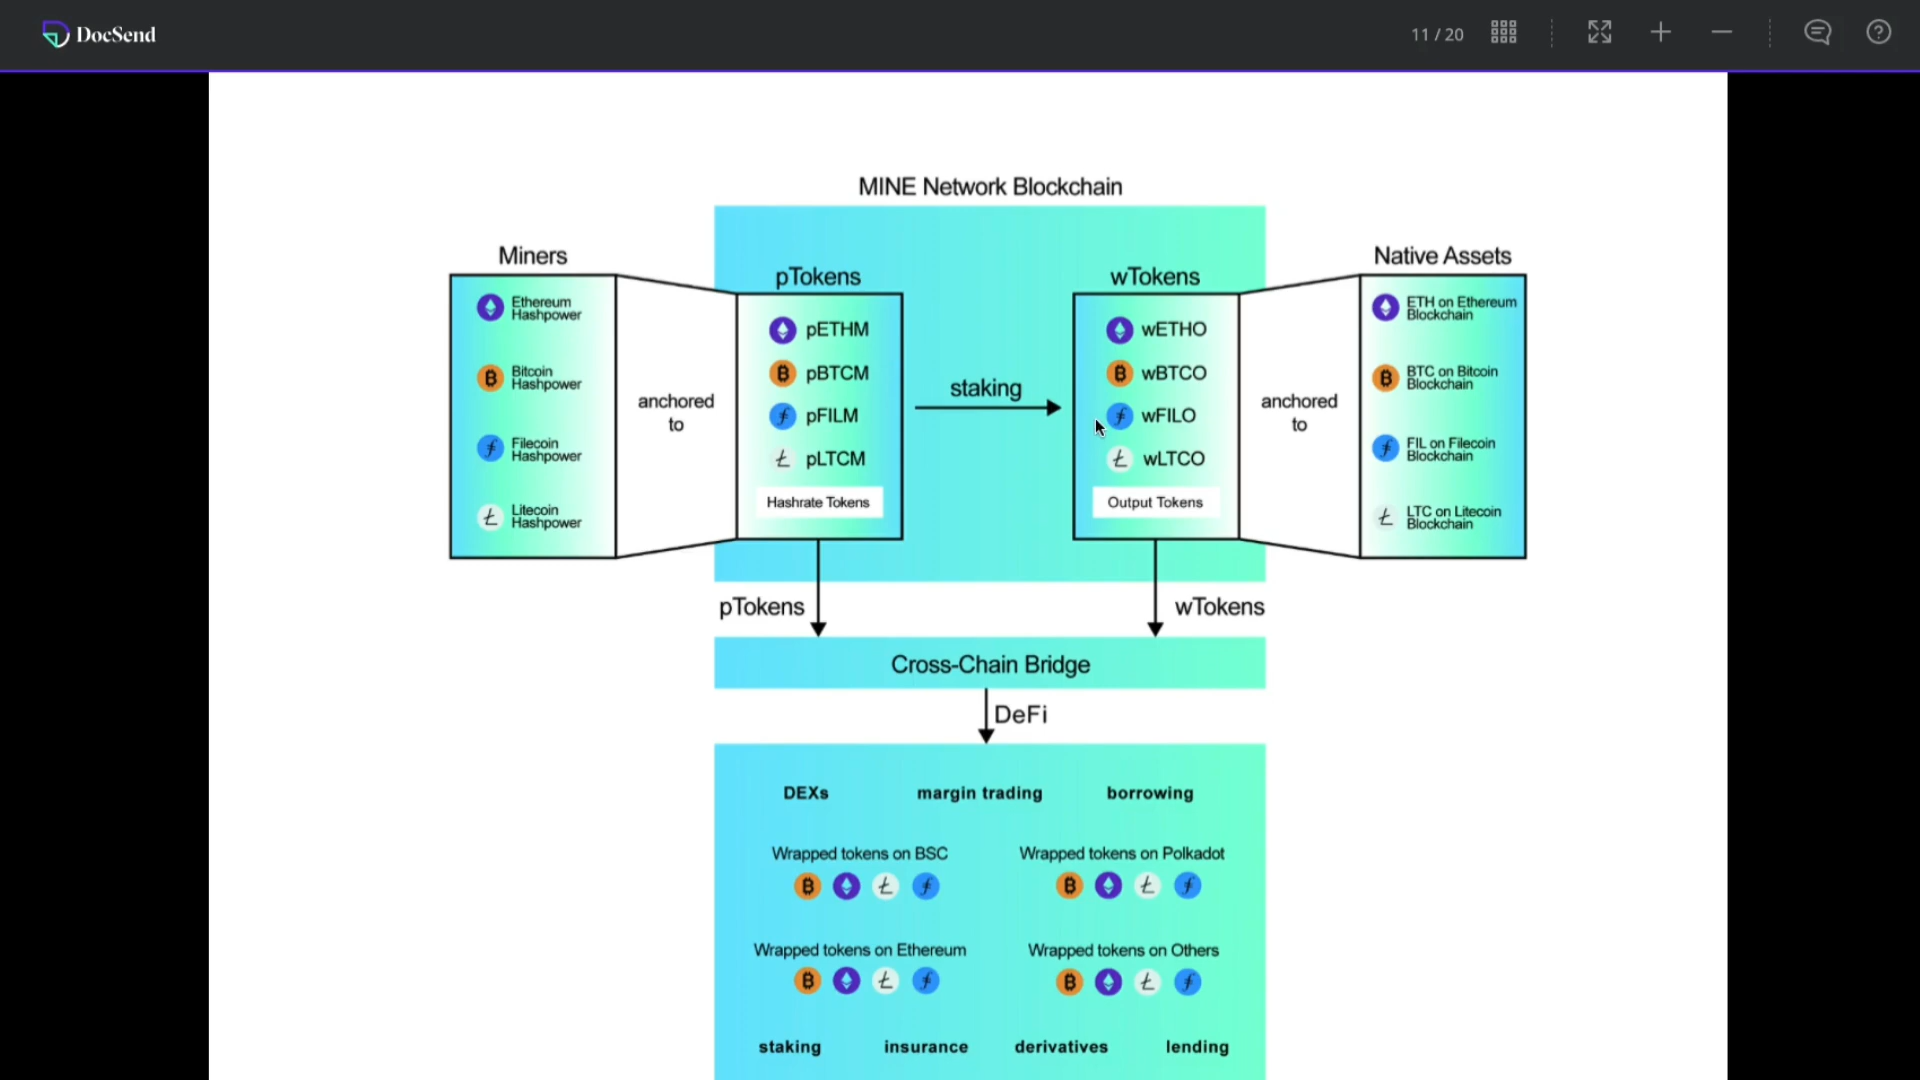 DocSend
11 / 20
MINE Network Blockchain
Miners
Ethereum
Hashpower
Bitcoin
Hashpower
Filecoin
Hashpower
Litecoin
Hashpower
anchored
to
pTokens
pETHM
pBTCM
pFILM
pLTCM
Hashrate Tokens
staking
wTokens
wETHO
wBTCO
wFILO
wLTCO
Output Tokens
anchored
to
Native Assets
ETH on Ethereum
Blockchain
BTC on Bitcoin
Blockchain
FIL on Filecoin
Blockchain
LTC on Litecoin
Blockchain
pTokens
wTokens
Cross-Chain Bridge
DeFi
DEXs margin trading borrowing
Wrapped tokens on BSC
Wrapped tokens on Polkadot
Wrapped tokens on Ethereum
Wrapped tokens on Others
staking insurance derivatives lending